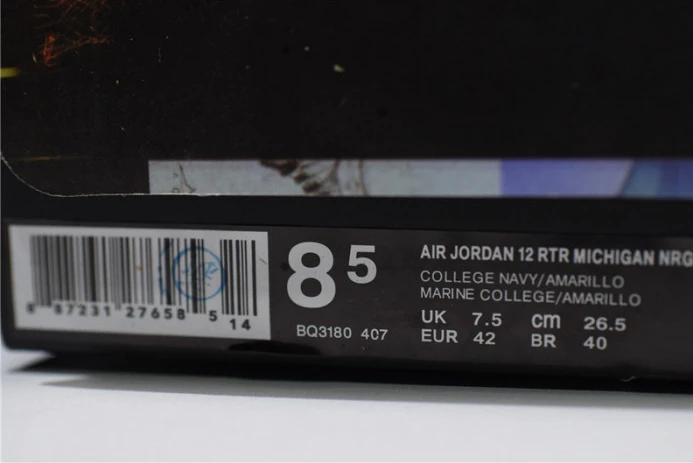 8 5
AIR JORDAN 12 RTR MICHIGAN NRG
COLLEGE NAVY/AMARILLO
MARINE COLLEGE/AMARILLO
UK 7.5 cm 26.5
EUR 42 BR 40
BQ3180 407
8 87231 27658 5
14